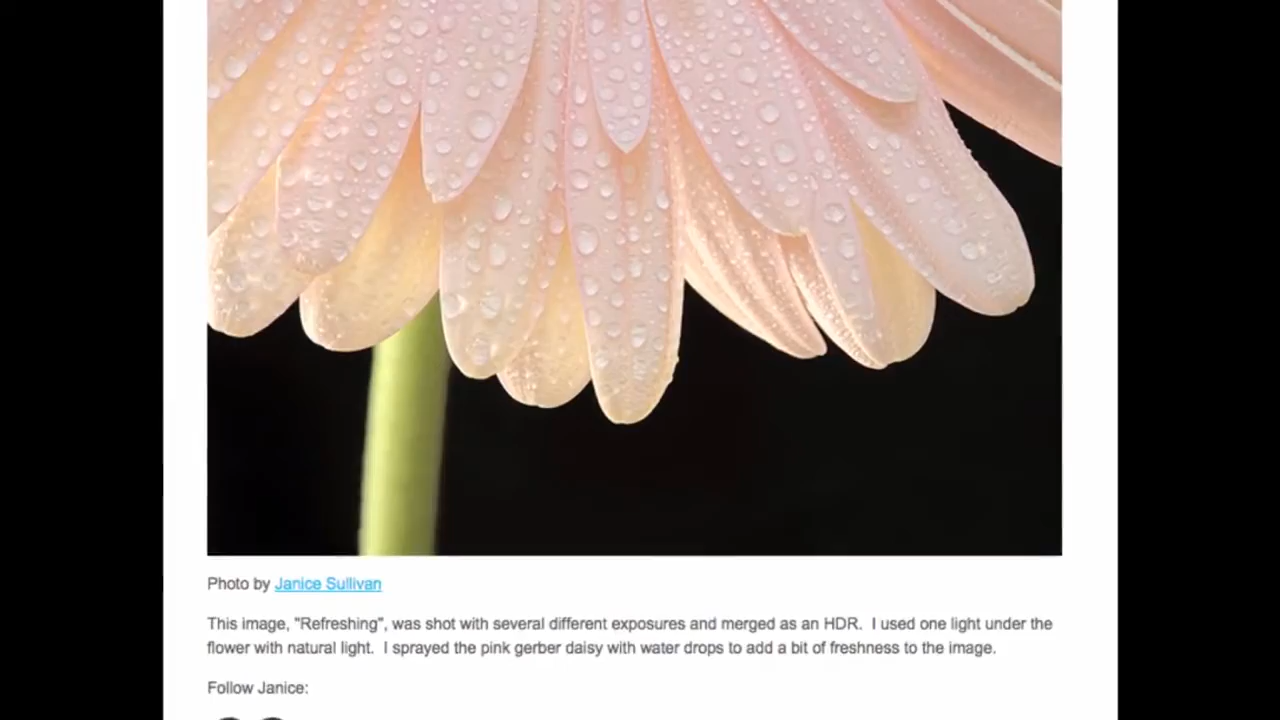 Photo by Janice Sullivan
This image, "Refreshing", was shot with several different exposures and merged as an HDR.  I used one light under the
flower with natural light.  I sprayed the pink gerber daisy with water drops to add a bit of freshness to the image.
Follow Janice: